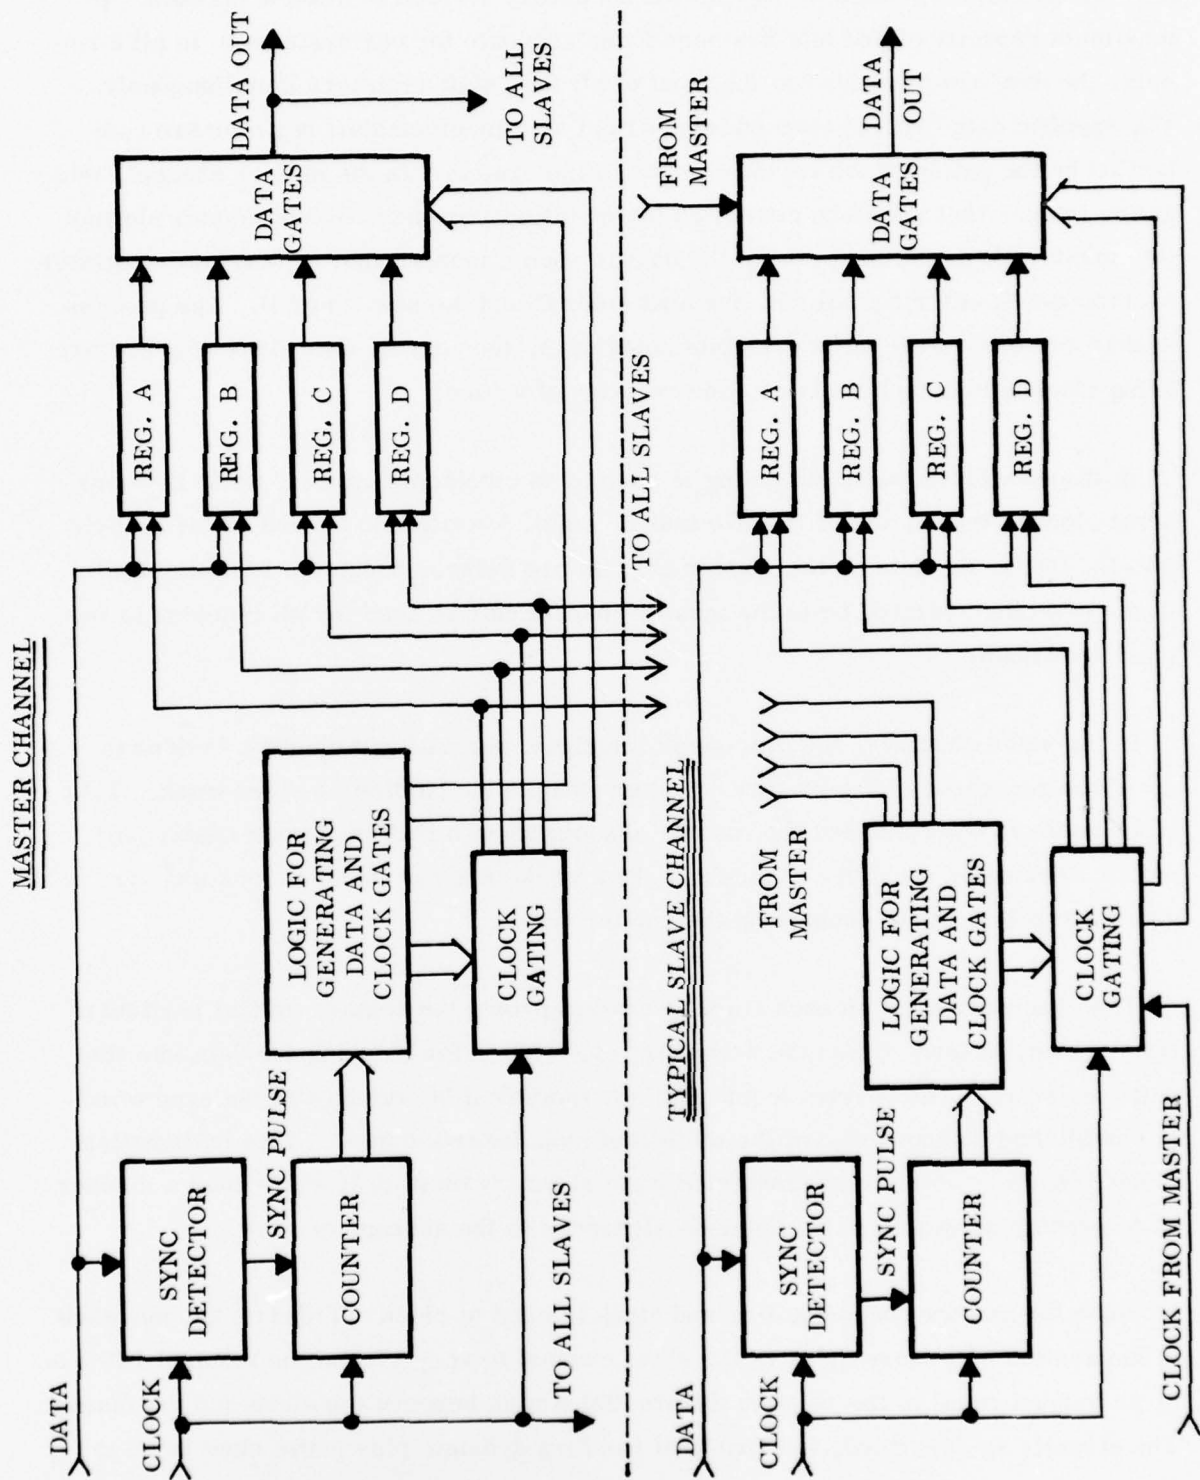 MASTER CHANNEL
DATA
CLOCK
SYNC
DETECTOR
SYNC PULSE
COUNTER
TO ALL SLAVES
LOGIC FOR
GENERATING
DATA AND
CLOCK GATES
CLOCK
GATING
REG. A
REG. B
REG. C
REG. D
DATA
GATES
DATA OUT
TO ALL
SLAVES
TO ALL SLAVES
TYPICAL SLAVE CHANNEL
DATA
CLOCK
SYNC
DETECTOR
SYNC PULSE
COUNTER
CLOCK FROM MASTER
FROM
MASTER
LOGIC FOR
GENERATING
DATA AND
CLOCK GATES
CLOCK
GATING
REG. A
REG. B
REG. C
REG. D
FROM
MASTER
DATA
GATES
DATA
OUT